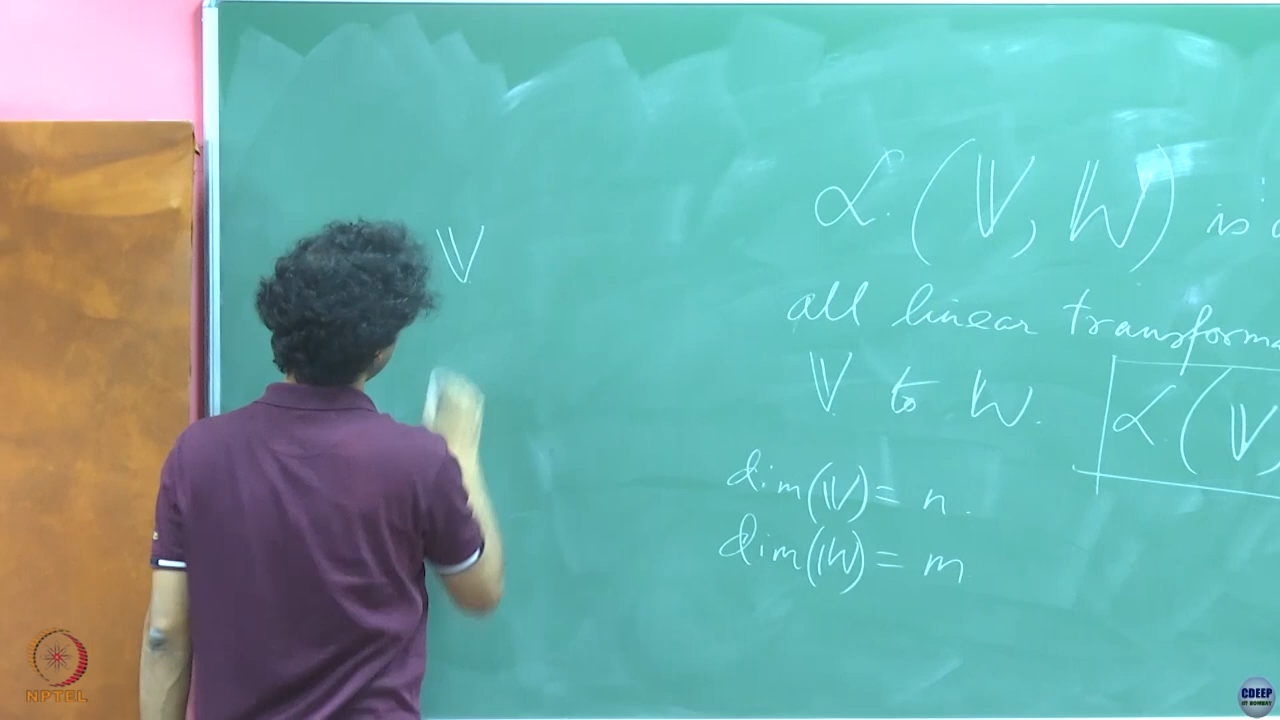 𝕍
ℒ(𝕍, 𝕎) is
all linear transforma
𝕍 to 𝕎.
ℒ(𝕍
dim(𝕍) = n.
dim(𝕎) = m
NPTEL
CDEEP
IIT BOMBAY